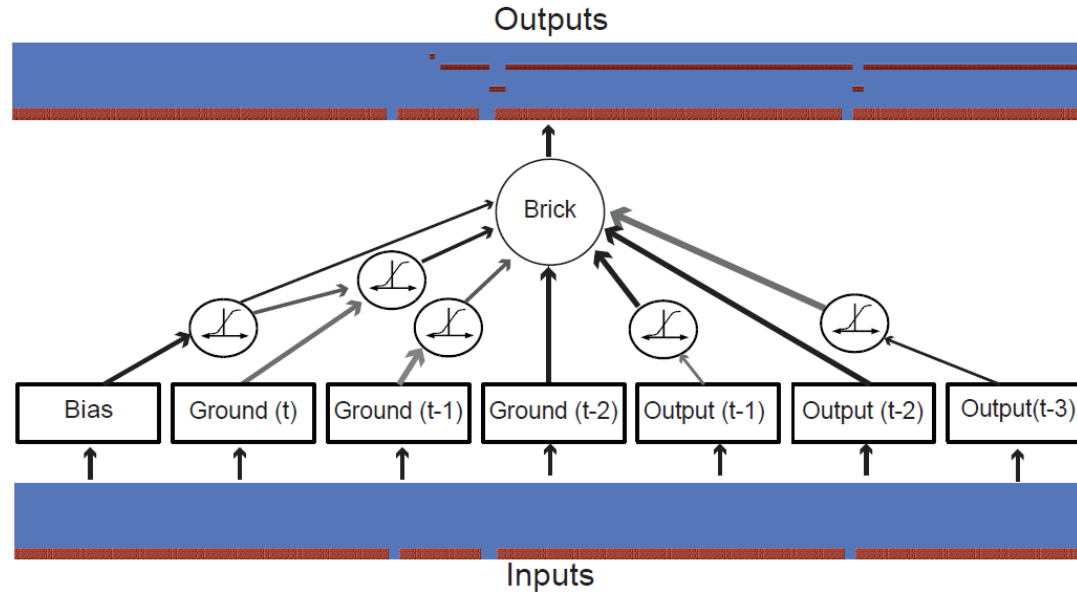 Outputs
Brick
Bias
Ground (t)
Ground (t-1)
Ground (t-2)
Output (t-1)
Output (t-2)
Output(t-3)
Inputs